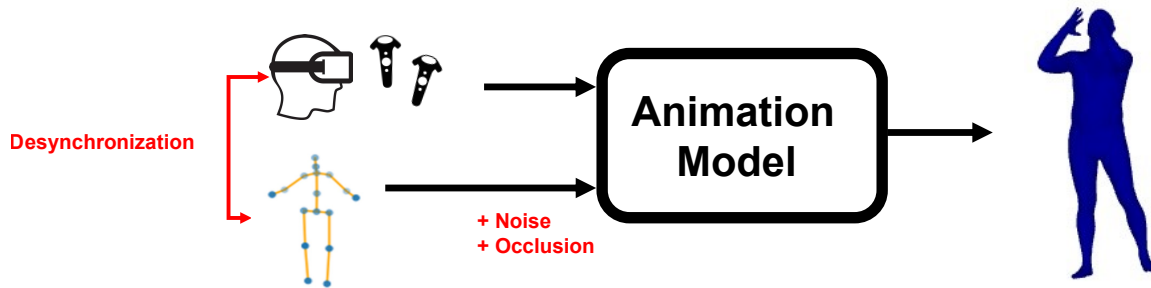 Desynchronization
+ Noise
+ Occlusion
Animation
Model